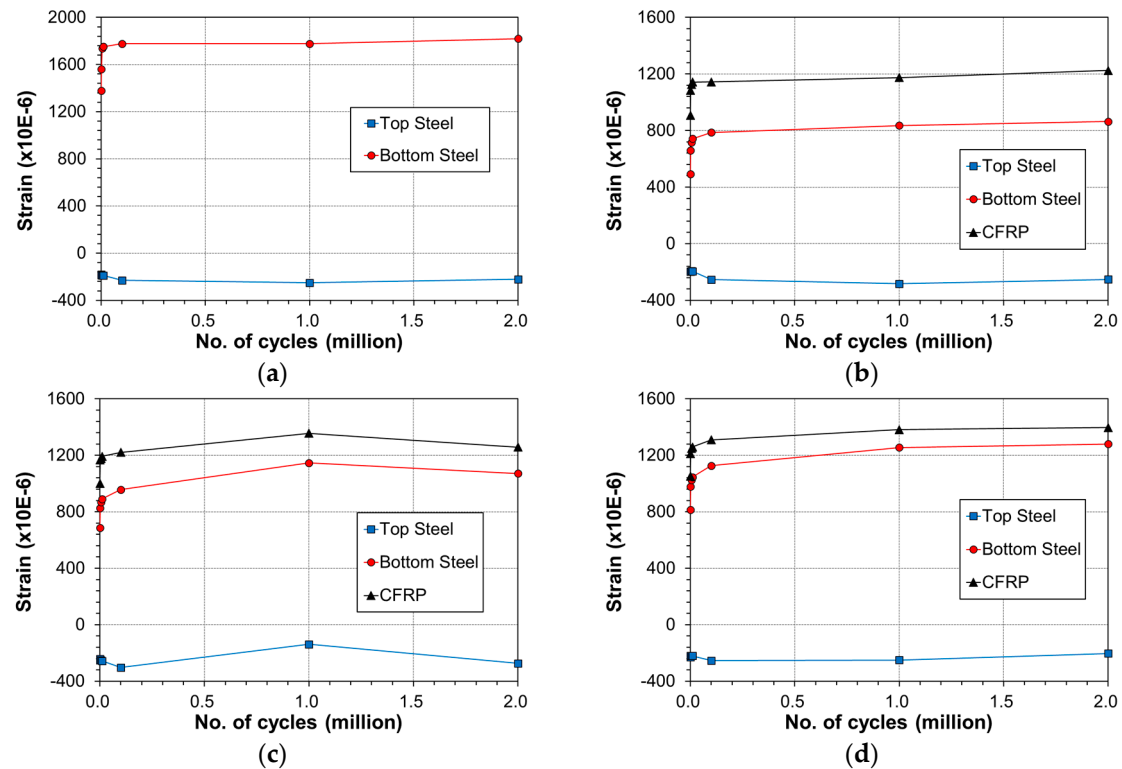 2000
1600
1200
800
400
0
-400
Strain (x10E-6)
Top Steel
Bottom Steel
0.0 0.5 1.0 1.5 2.0
No. of cycles (million)
(a)
1600
1200
800
400
0
-400
Strain (x10E-6)
Top Steel
Bottom Steel
CFRP
0.0 0.5 1.0 1.5 2.0
No. of cycles (million)
(b)
1600
1200
800
400
0
-400
Strain (x10E-6)
Top Steel
Bottom Steel
CFRP
0.0 0.5 1.0 1.5 2.0
No. of cycles (million)
(c)
1600
1200
800
400
0
-400
Strain (x10E-6)
Top Steel
Bottom Steel
CFRP
0.0 0.5 1.0 1.5 2.0
No. of cycles (million)
(d)